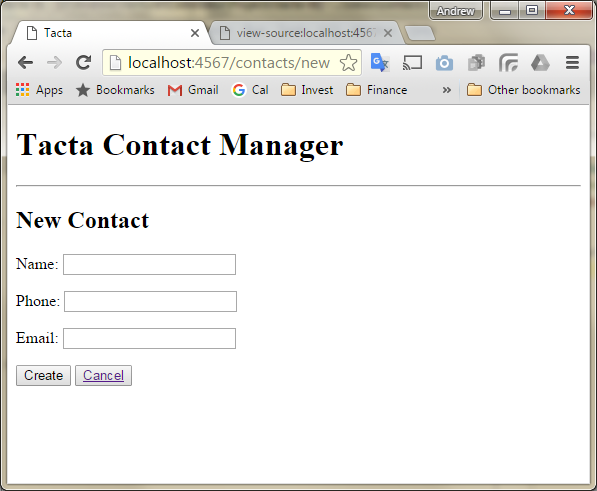 Andrew
Tacta view-source:localhost:4567
localhost:4567/contacts/new
Apps Bookmarks Gmail Cal Invest Finance » Other bookmarks
Tacta Contact Manager
New Contact
Name:
Phone:
Email:
Create Cancel